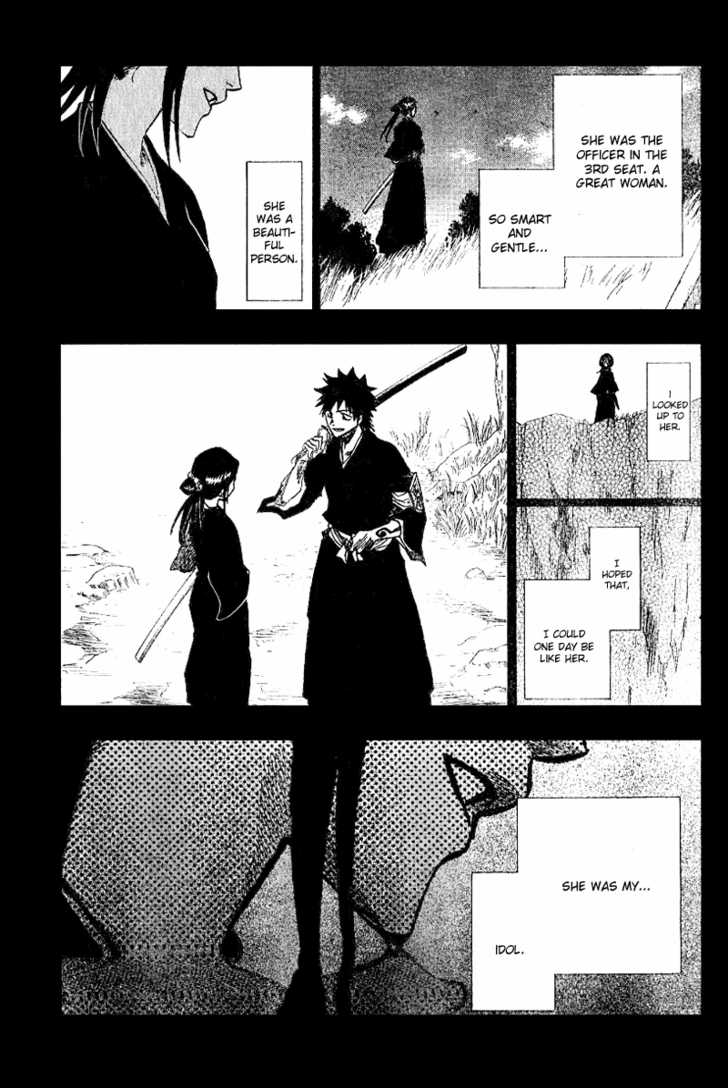 SHE WAS THE
OFFICER IN THE
3RD SEAT. A
GREAT WOMAN.
SO SMART
AND
GENTLE...
SHE
WAS A
BEAUTI-
FUL
PERSON.
I
LOOKED
UP TO
HER.
I
HOPED
THAT,
I COULD
ONE DAY BE
LIKE HER.
SHE WAS MY...
IDOL.